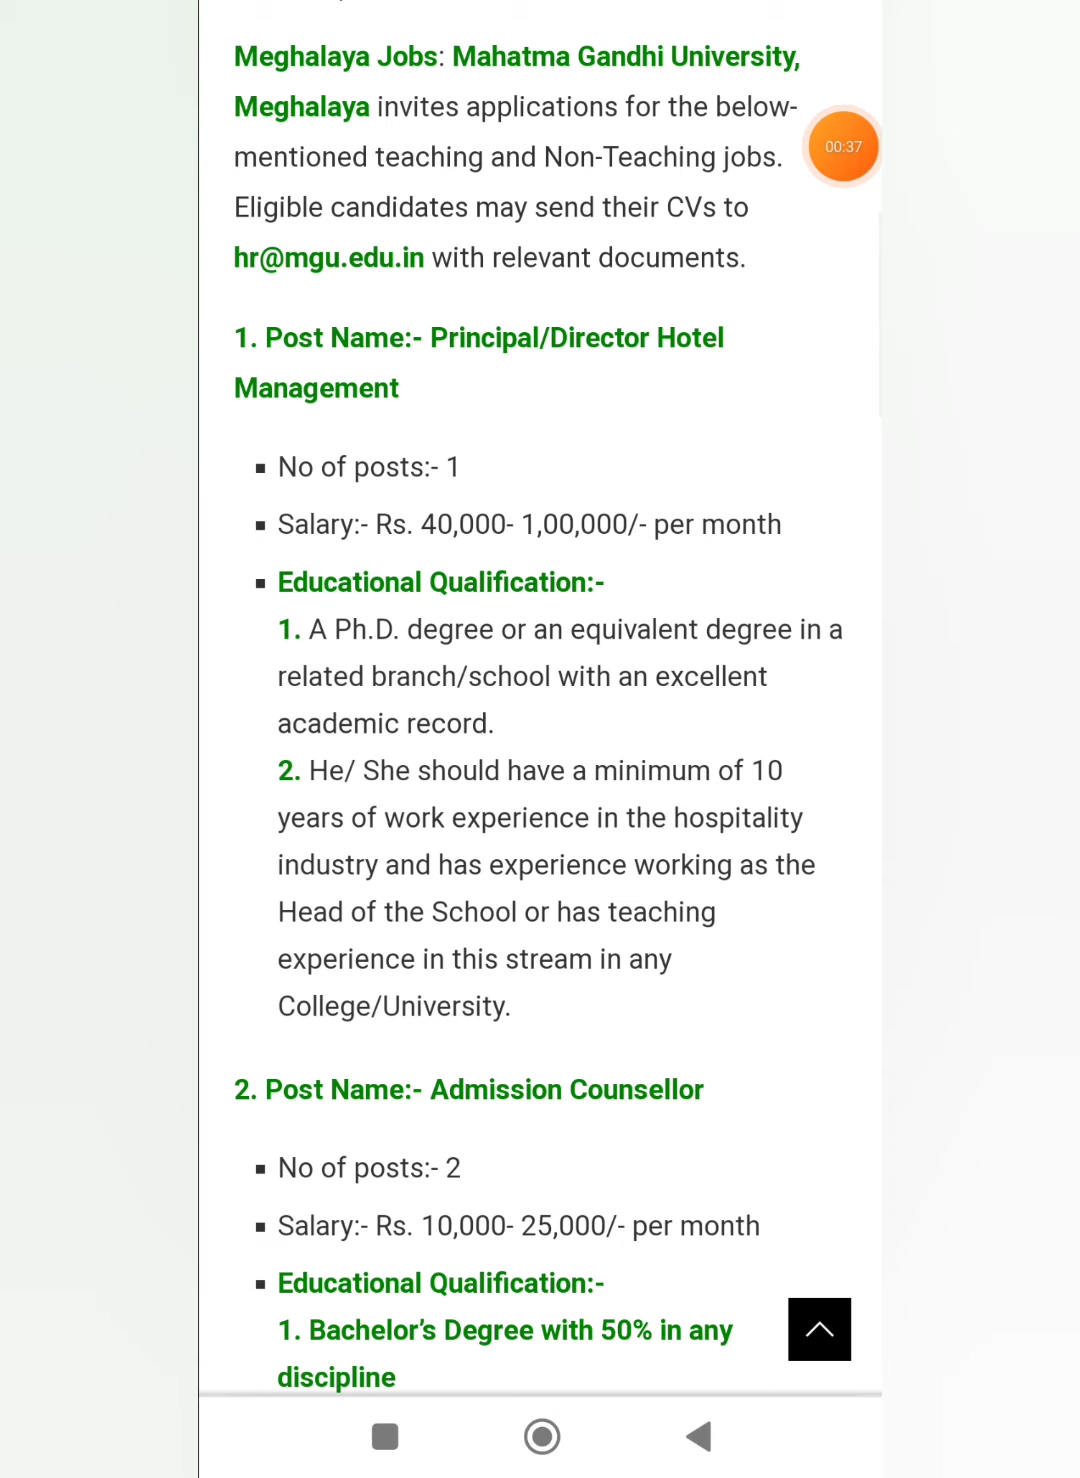 Meghalaya Jobs: Mahatma Gandhi University,
Meghalaya invites applications for the below-
mentioned teaching and Non-Teaching jobs.
00:37
Eligible candidates may send their CVs to
hr@mgu.edu.in with relevant documents.
1. Post Name:- Principal/Director Hotel
Management
▪ No of posts:- 1
▪ Salary:- Rs. 40,000- 1,00,000/- per month
▪ Educational Qualification:-
1. A Ph.D. degree or an equivalent degree in a
related branch/school with an excellent
academic record.
2. He/ She should have a minimum of 10
years of work experience in the hospitality
industry and has experience working as the
Head of the School or has teaching
experience in this stream in any
College/University.
2. Post Name:- Admission Counsellor
▪ No of posts:- 2
▪ Salary:- Rs. 10,000- 25,000/- per month
▪ Educational Qualification:-
1. Bachelor’s Degree with 50% in any
discipline